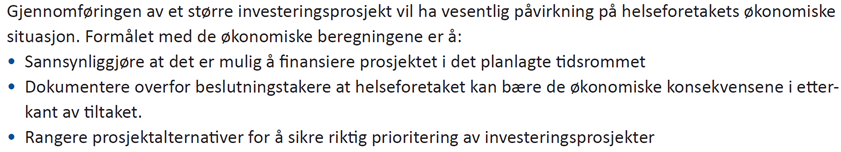 Gjennomføringen av et større investeringsprosjekt vil ha vesentlig påvirkning på helseforetakets økonomiske
situasjon. Formålet med de økonomiske beregningene er å:
• Sannsynliggjøre at det er mulig å finansiere prosjektet i det planlagte tidsrommet
• Dokumentere overfor beslutningstakere at helseforetaket kan bære de økonomiske konsekvensene i etter-
kant av tiltaket.
• Rangere prosjektalternativer for å sikre riktig prioritering av investeringsprosjekter